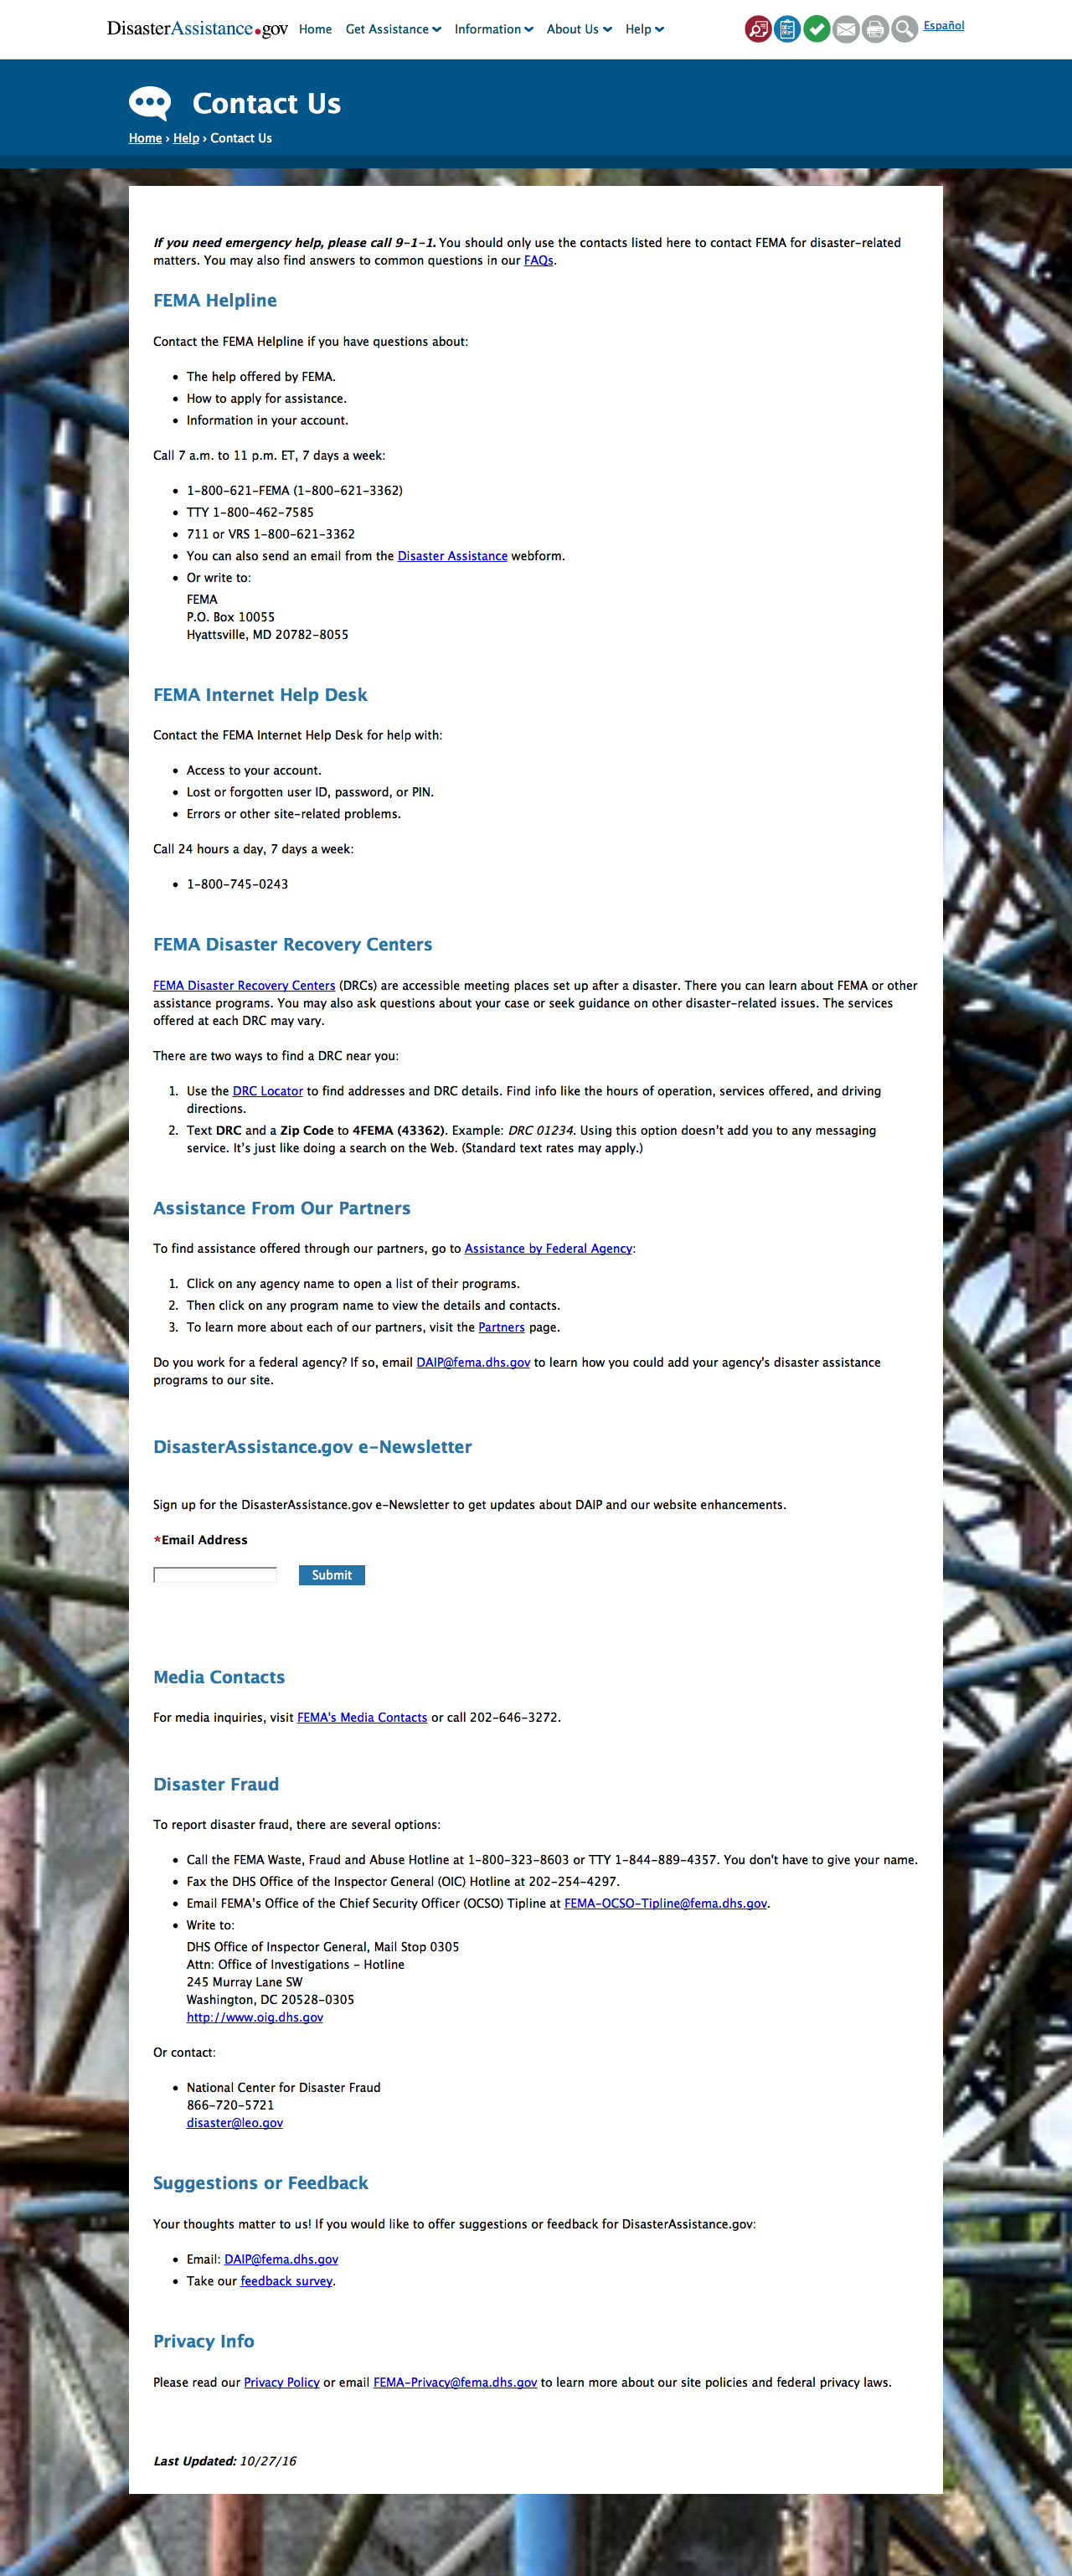 DisasterAssistance.gov Home Get Assistance Information About Us Help Español
Contact Us
Home › Help › Contact Us
If you need emergency help, please call 9-1-1. You should only use the contacts listed here to contact FEMA for disaster-related
matters. You may also find answers to common questions in our FAQs.
FEMA Helpline
Contact the FEMA Helpline if you have questions about:
• The help offered by FEMA.
• How to apply for assistance.
• Information in your account.
Call 7 a.m. to 11 p.m. ET, 7 days a week:
• 1-800-621-FEMA (1-800-621-3362)
• TTY 1-800-462-7585
• 711 or VRS 1-800-621-3362
• You can also send an email from the Disaster Assistance webform.
• Or write to:
FEMA
P.O. Box 10055
Hyattsville, MD 20782-8055
FEMA Internet Help Desk
Contact the FEMA Internet Help Desk for help with:
• Access to your account.
• Lost or forgotten user ID, password, or PIN.
• Errors or other site-related problems.
Call 24 hours a day, 7 days a week:
• 1-800-745-0243
FEMA Disaster Recovery Centers
FEMA Disaster Recovery Centers (DRCs) are accessible meeting places set up after a disaster. There you can learn about FEMA or other
assistance programs. You may also ask questions about your case or seek guidance on other disaster-related issues. The services
offered at each DRC may vary.
There are two ways to find a DRC near you:
1. Use the DRC Locator to find addresses and DRC details. Find info like the hours of operation, services offered, and driving
directions.
2. Text DRC and a Zip Code to 4FEMA (43362). Example: DRC 01234. Using this option doesn't add you to any messaging
service. It's just like doing a search on the Web. (Standard text rates may apply.)
Assistance From Our Partners
To find assistance offered through our partners, go to Assistance by Federal Agency:
1. Click on any agency name to open a list of their programs.
2. Then click on any program name to view the details and contacts.
3. To learn more about each of our partners, visit the Partners page.
Do you work for a federal agency? If so, email DAIP@fema.dhs.gov to learn how you could add your agency's disaster assistance
programs to our site.
DisasterAssistance.gov e-Newsletter
Sign up for the DisasterAssistance.gov e-Newsletter to get updates about DAIP and our website enhancements.
*Email Address
Submit
Media Contacts
For media inquiries, visit FEMA's Media Contacts or call 202-646-3272.
Disaster Fraud
To report disaster fraud, there are several options:
• Call the FEMA Waste, Fraud and Abuse Hotline at 1-800-323-8603 or TTY 1-844-889-4357. You don't have to give your name.
• Fax the DHS Office of the Inspector General (OIC) Hotline at 202-254-4297.
• Email FEMA's Office of the Chief Security Officer (OCSO) Tipline at FEMA-OCSO-Tipline@fema.dhs.gov.
• Write to:
DHS Office of Inspector General, Mail Stop 0305
Attn: Office of Investigations - Hotline
245 Murray Lane SW
Washington, DC 20528-0305
http://www.oig.dhs.gov
Or contact:
• National Center for Disaster Fraud
866-720-5721
disaster@leo.gov
Suggestions or Feedback
Your thoughts matter to us! If you would like to offer suggestions or feedback for DisasterAssistance.gov:
• Email: DAIP@fema.dhs.gov
• Take our feedback survey.
Privacy Info
Please read our Privacy Policy or email FEMA-Privacy@fema.dhs.gov to learn more about our site policies and federal privacy laws.
Last Updated: 10/27/16